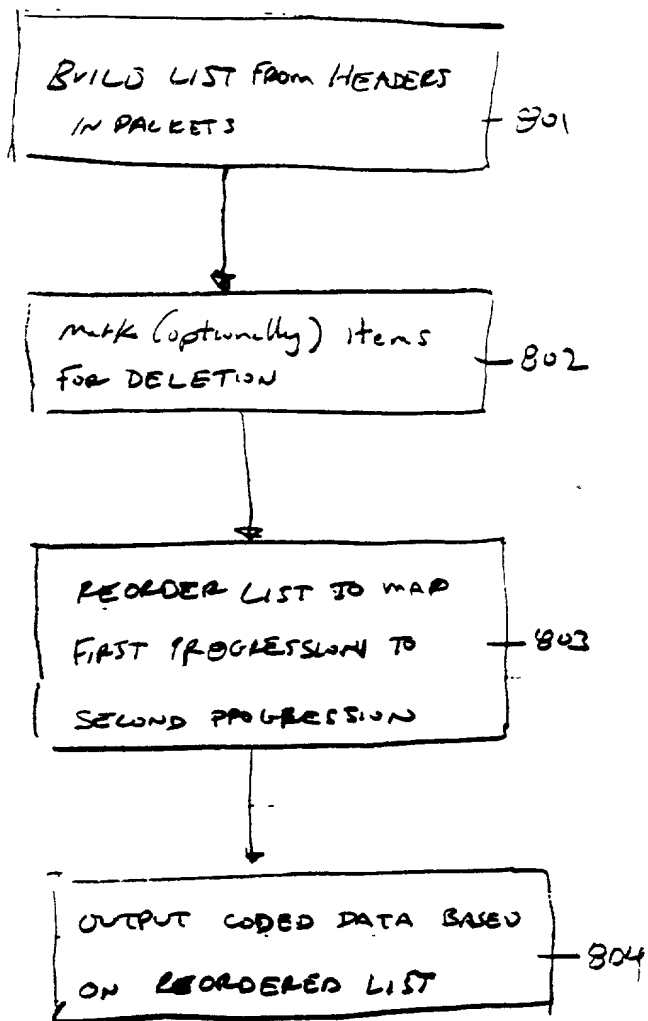 BUILD LIST FROM HEADERS
IN PACKETS
801
mark (optionally) items
FOR DELETION
802
REORDER LIST TO MAP
FIRST PROGRESSION TO
SECOND PROGRESSION
803
OUTPUT CODED DATA BASED
ON REORDERED LIST
804